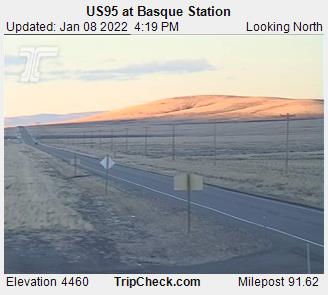 US95 at Basque Station
Updated: Jan 08 2022 4:19 PM Looking North
Elevation 4460 TripCheck.com Milepost 91.62